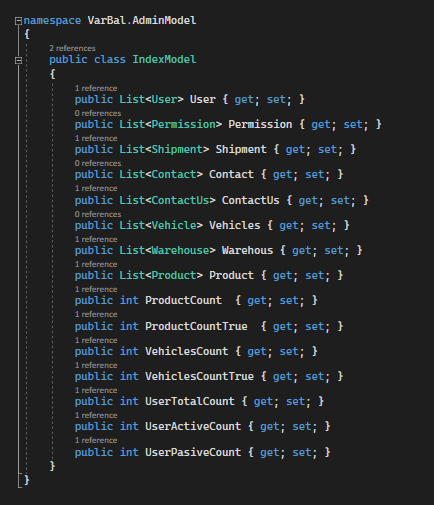 namespace VarBal.AdminModel
{
2 references
public class IndexModel
{
1 reference
public List<User> User { get; set; }
0 references
public List<Permission> Permission { get; set; }
1 reference
public List<Shipment> Shipment { get; set; }
0 references
public List<Contact> Contact { get; set; }
1 reference
public List<ContactUs> ContactUs { get; set; }
0 references
public List<Vehicle> Vehicles { get; set; }
1 reference
public List<Warehouse> Warehous { get; set; }
1 reference
public List<Product> Product { get; set; }
1 reference
public int ProductCount  { get; set; }
1 reference
public int ProductCountTrue  { get; set; }
1 reference
public int VehiclesCount { get; set; }
1 reference
public int VehiclesCountTrue { get; set; }
1 reference
public int UserTotalCount { get; set; }
1 reference
public int UserActiveCount { get; set; }
1 reference
public int UserPasiveCount { get; set; }
}
}